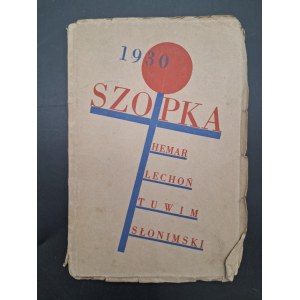 1930
SZOPKA
HEMAR
LECHOŃ
TUWIM
SŁONIMSKI